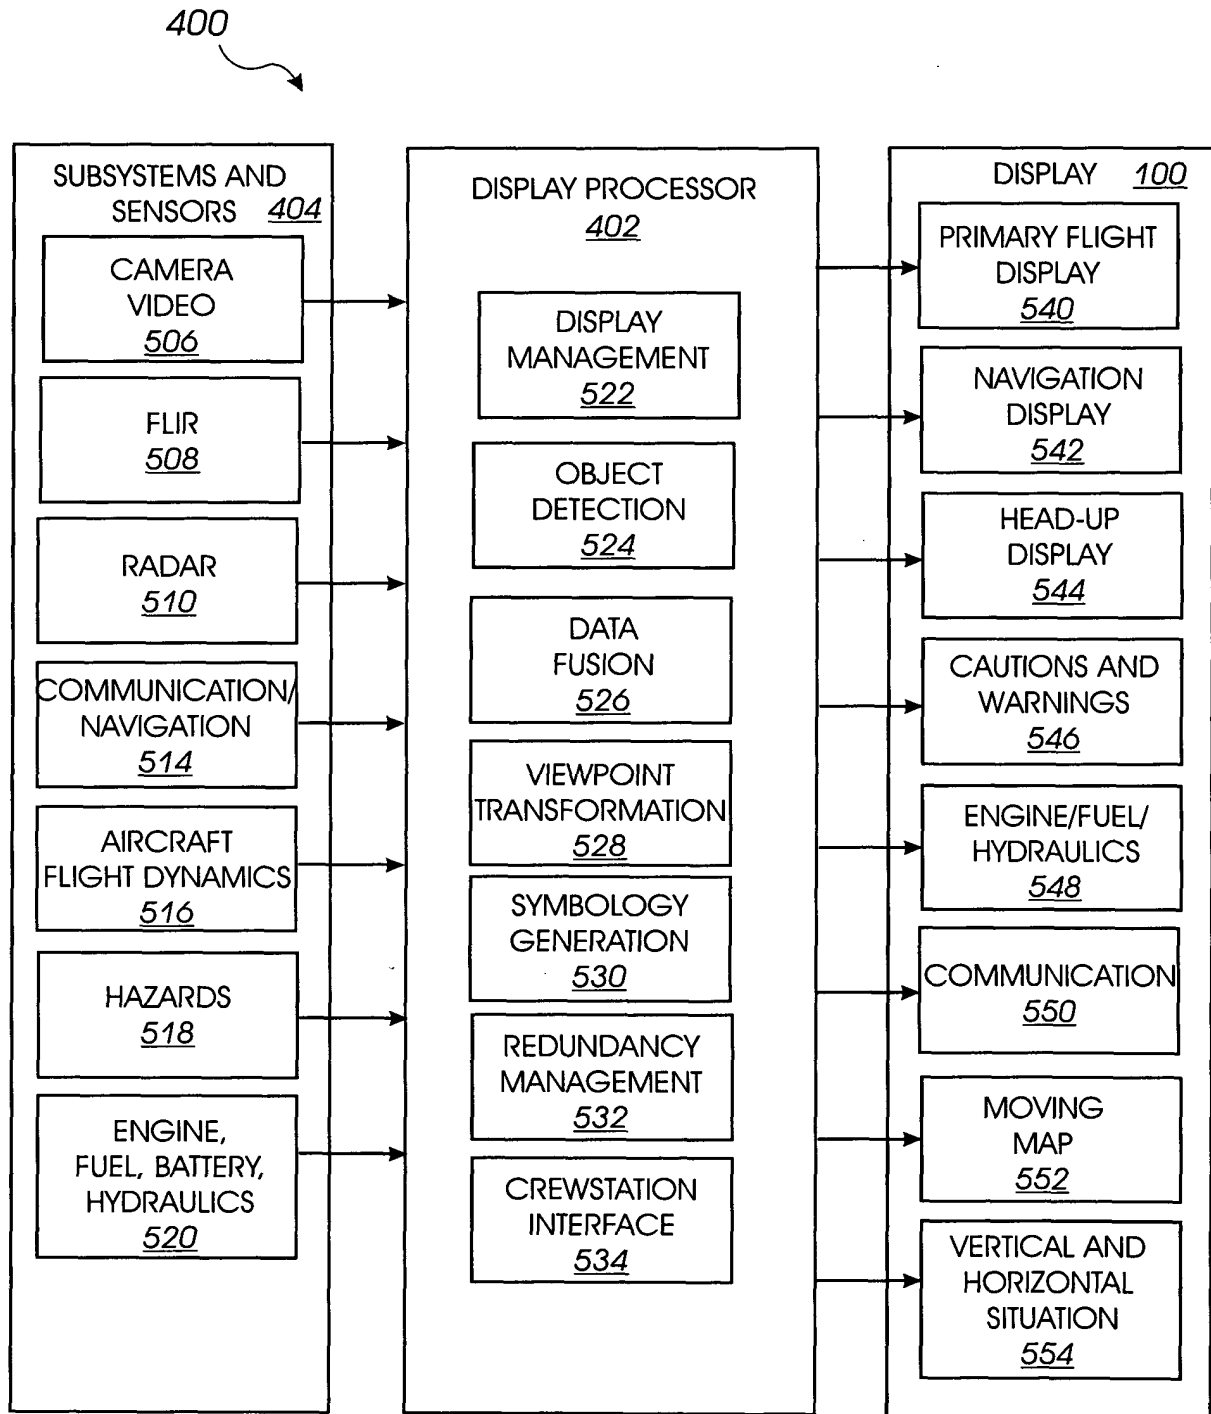 400
SUBSYSTEMS AND
SENSORS 404
CAMERA
VIDEO
506
FLIR
508
RADAR
510
COMMUNICATION/
NAVIGATION
514
AIRCRAFT
FLIGHT DYNAMICS
516
HAZARDS
518
ENGINE,
FUEL, BATTERY,
HYDRAULICS
520
DISPLAY PROCESSOR
402
DISPLAY
MANAGEMENT
522
OBJECT
DETECTION
524
DATA
FUSION
526
VIEWPOINT
TRANSFORMATION
528
SYMBOLOGY
GENERATION
530
REDUNDANCY
MANAGEMENT
532
CREWSTATION
INTERFACE
534
DISPLAY 100
PRIMARY FLIGHT
DISPLAY
540
NAVIGATION
DISPLAY
542
HEAD-UP
DISPLAY
544
CAUTIONS AND
WARNINGS
546
ENGINE/FUEL/
HYDRAULICS
548
COMMUNICATION
550
MOVING
MAP
552
VERTICAL AND
HORIZONTAL
SITUATION
554